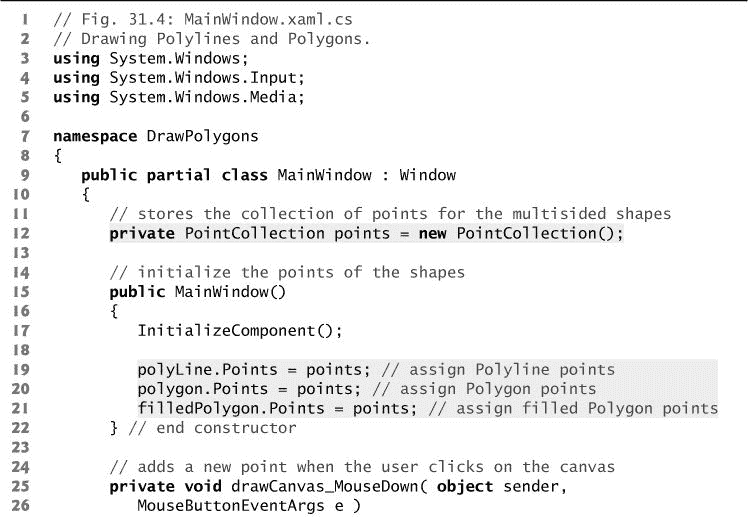 1 // Fig. 31.4: MainWindow.xaml.cs
2 // Drawing Polylines and Polygons.
3 using System.Windows;
4 using System.Windows.Input;
5 using System.Windows.Media;
6
7 namespace DrawPolygons
8 {
9 public partial class MainWindow : Window
10 {
11 // stores the collection of points for the multisided shapes
12 private PointCollection points = new PointCollection();
13
14 // initialize the points of the shapes
15 public MainWindow()
16 {
17 InitializeComponent();
18
19 polyLine.Points = points; // assign Polyline points
20 polygon.Points = points; // assign Polygon points
21 filledPolygon.Points = points; // assign filled Polygon points
22 } // end constructor
23
24 // adds a new point when the user clicks on the canvas
25 private void drawCanvas_MouseDown( object sender,
26 MouseButtonEventArgs e )